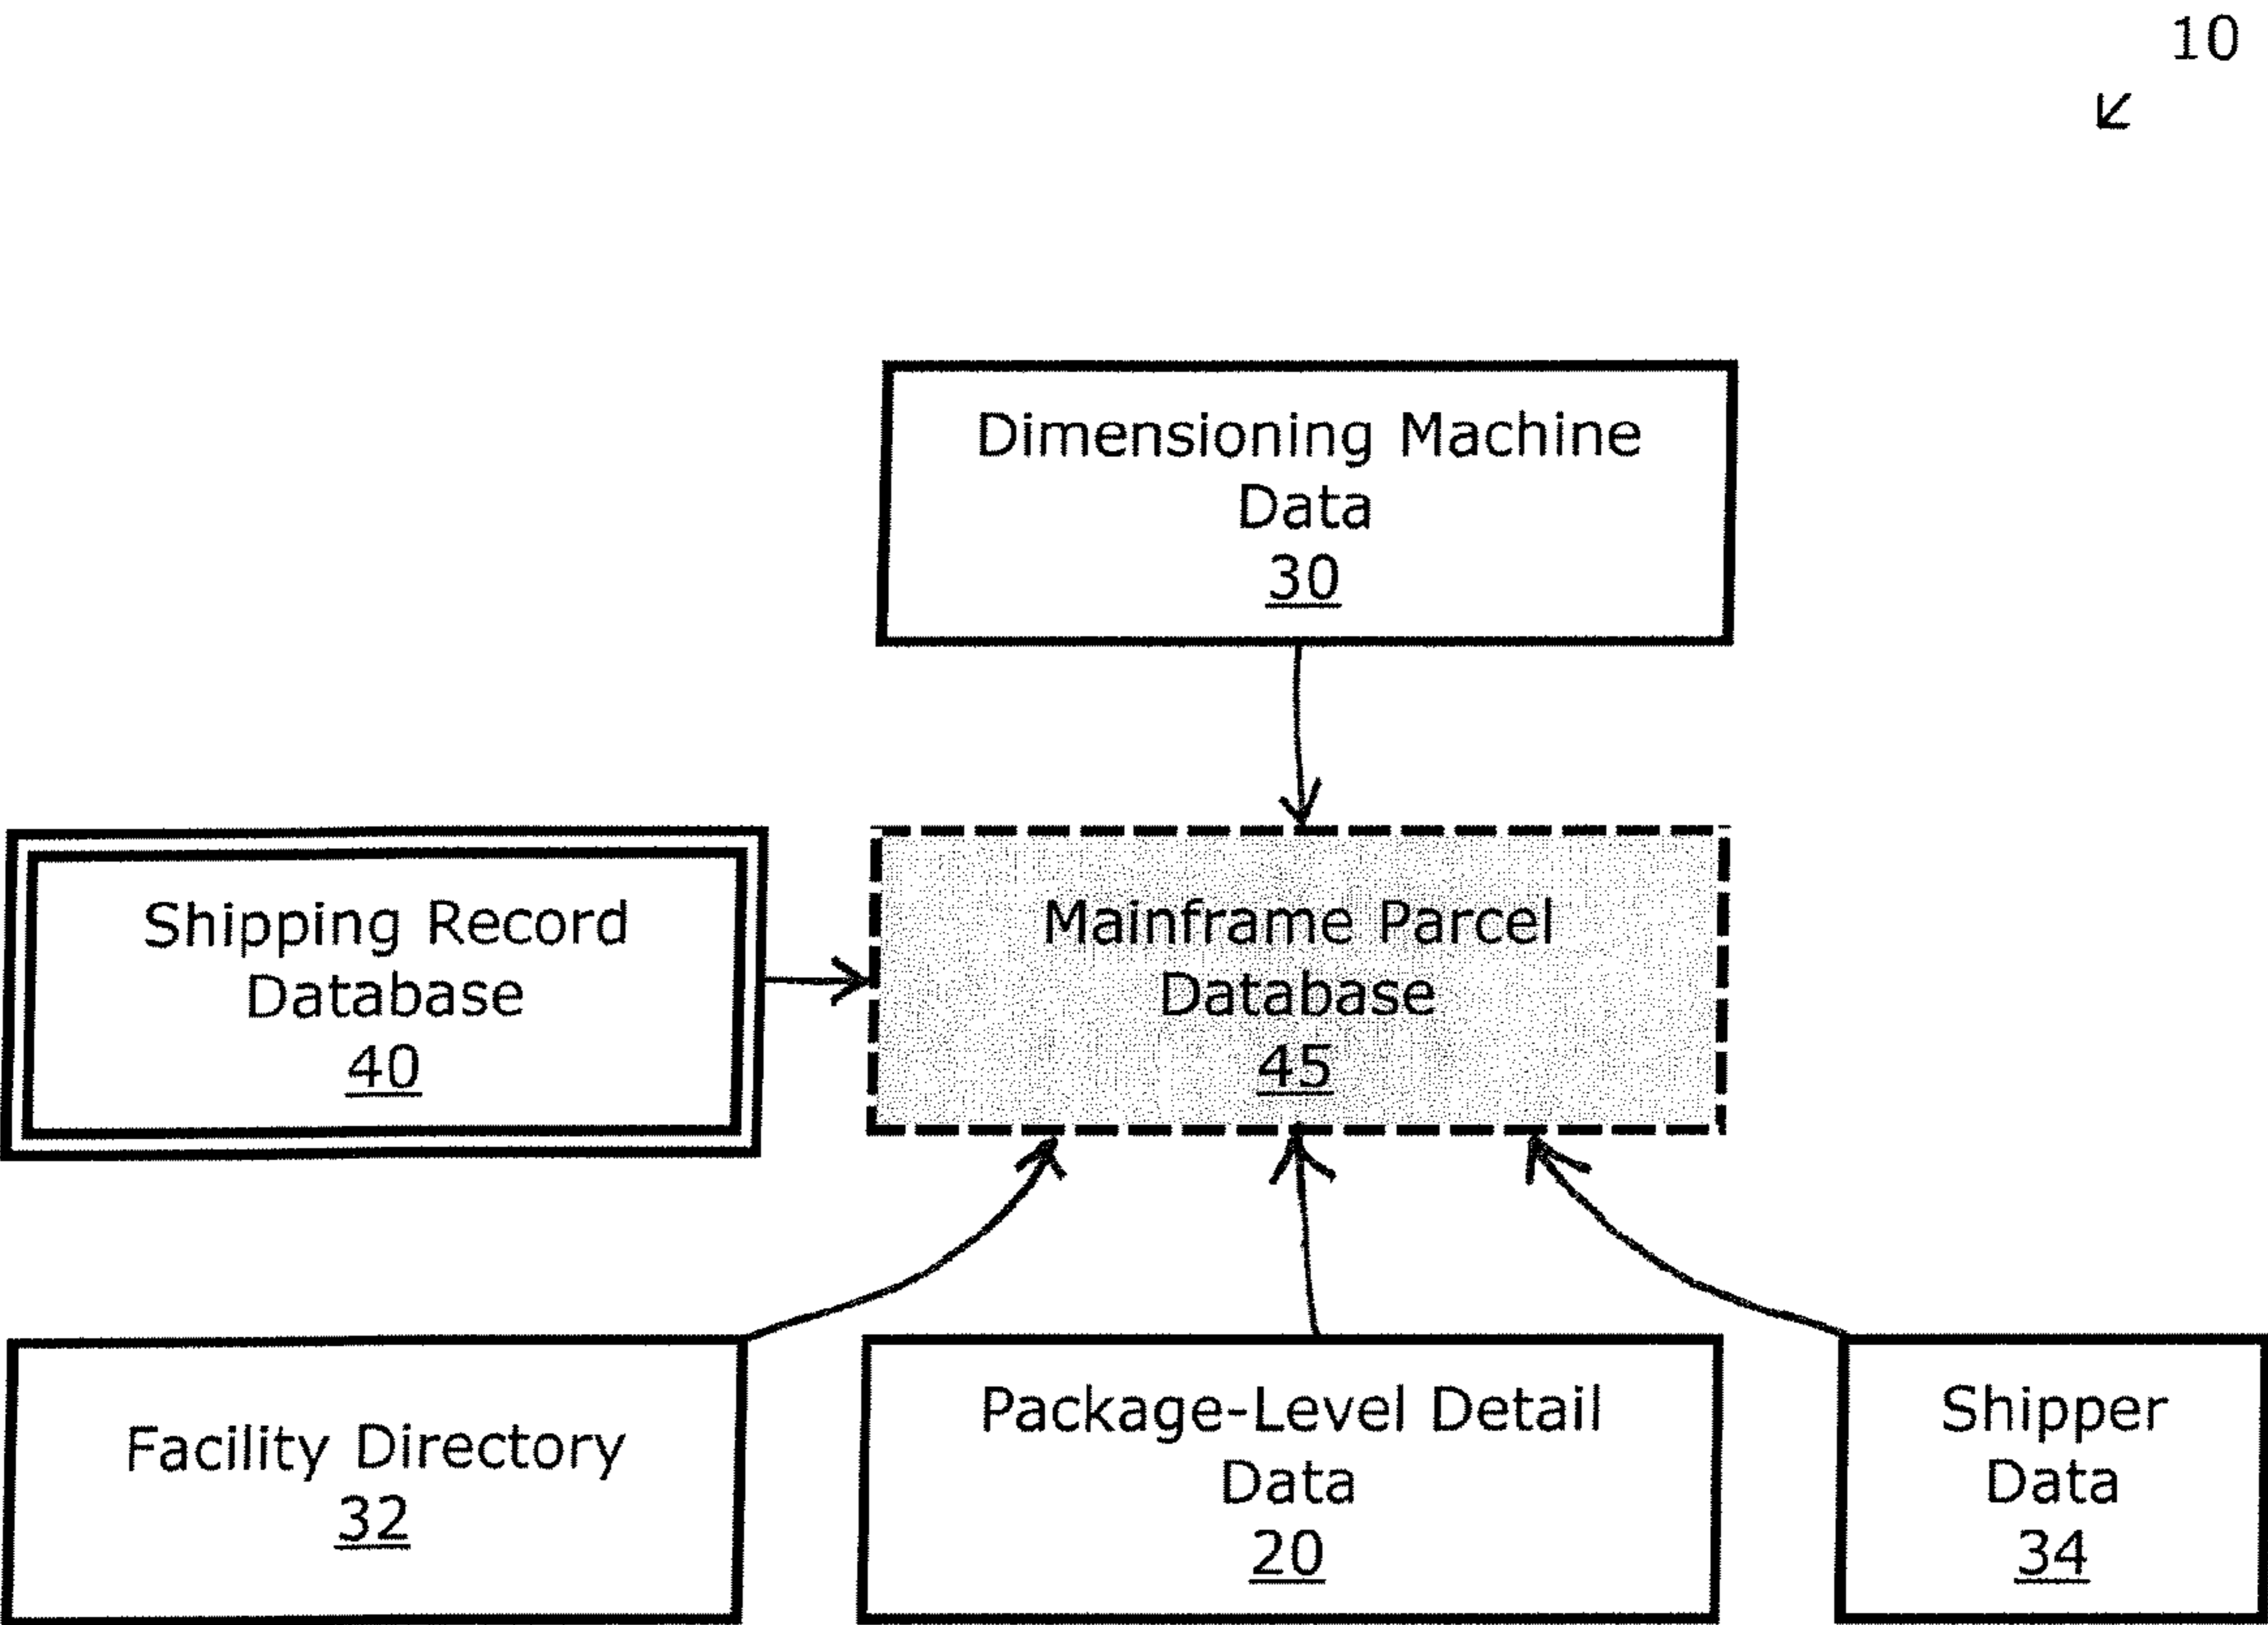 10
Dimensioning Machine
Data
30
Shipping Record
Database
40
Mainframe Parcel
Database
45
Facility Directory
32
Package-Level Detail
Data
20
Shipper
Data
34